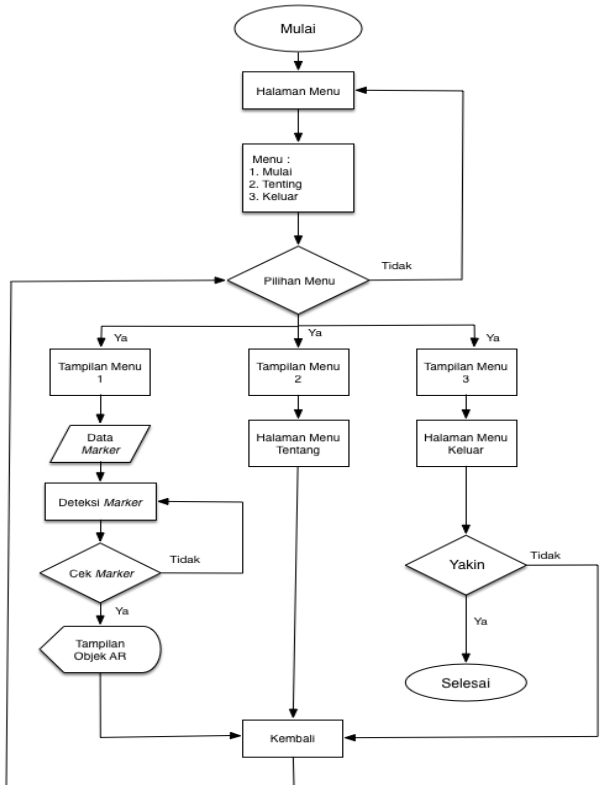 Mulai
Halaman Menu
Menu :
1. Mulai
2. Tenting
3. Keluar
Pilihan Menu
Tidak
Ya
Ya
Ya
Tampilan Menu
1
Tampilan Menu
2
Tampilan Menu
3
Data
Marker
Halaman Menu
Tentang
Halaman Menu
Keluar
Deteksi Marker
Cek Marker
Tidak
Ya
Yakin
Tidak
Ya
Tampilan
Objek AR
Selesai
Kembali